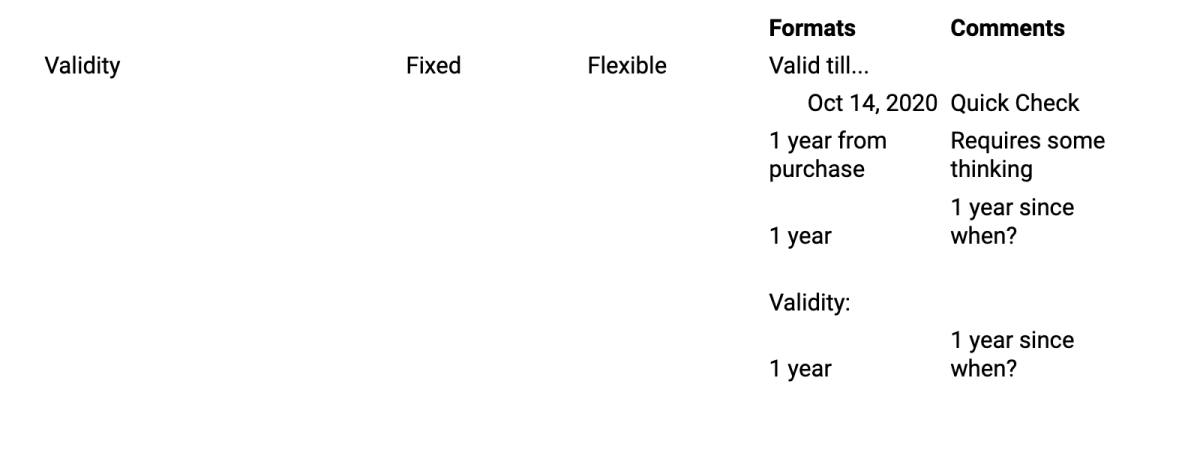 Formats Comments
Validity Fixed Flexible Valid till...
Oct 14, 2020 Quick Check
1 year from purchase Requires some thinking
1 year 1 year since when?
Validity:
1 year 1 year since when?